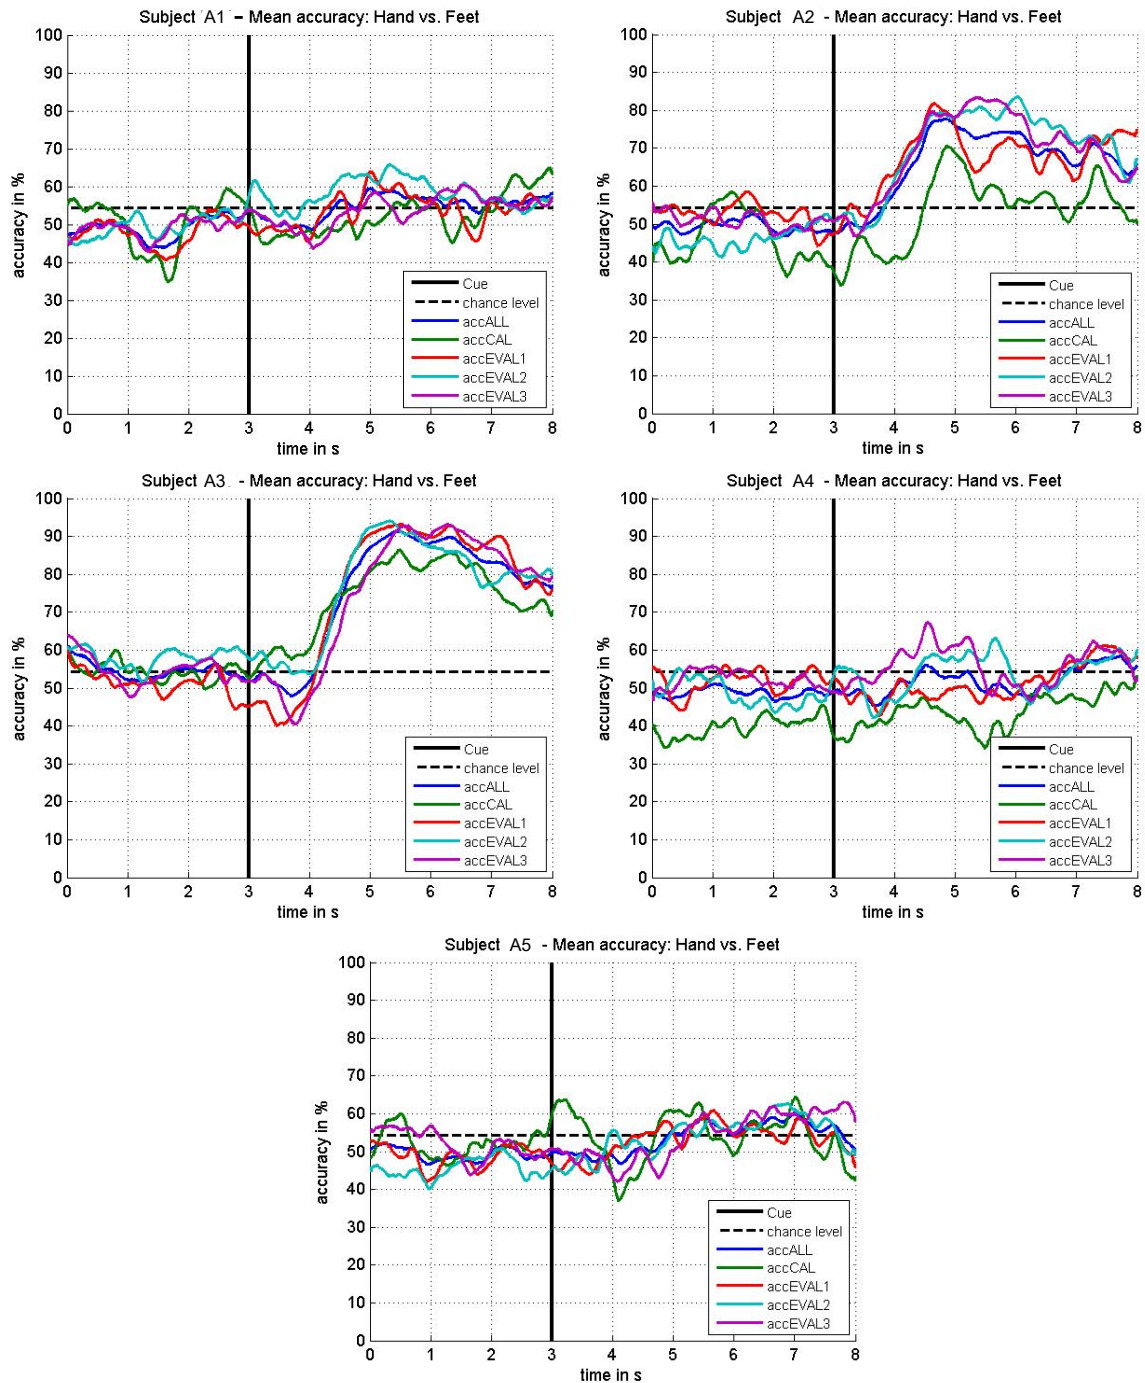 Subject A1 – Mean accuracy: Hand vs. Feet
100
90
80
70
60
50
40
30
20
10
0
accuracy in %
Cue
chance level
accALL
accCAL
accEVAL1
accEVAL2
accEVAL3
0 1 2 3 4 5 6 7 8
time in s
Subject A2 - Mean accuracy: Hand vs. Feet
100
90
80
70
60
50
40
30
20
10
0
accuracy in %
Cue
chance level
accALL
accCAL
accEVAL1
accEVAL2
accEVAL3
0 1 2 3 4 5 6 7 8
time in s
Subject A3 - Mean accuracy: Hand vs. Feet
100
90
80
70
60
50
40
30
20
10
0
accuracy in %
Cue
chance level
accALL
accCAL
accEVAL1
accEVAL2
accEVAL3
0 1 2 3 4 5 6 7 8
time in s
Subject A4 - Mean accuracy: Hand vs. Feet
100
90
80
70
60
50
40
30
20
10
0
accuracy in %
Cue
chance level
accALL
accCAL
accEVAL1
accEVAL2
accEVAL3
0 1 2 3 4 5 6 7 8
time in s
Subject A5 - Mean accuracy: Hand vs. Feet
100
90
80
70
60
50
40
30
20
10
0
accuracy in %
Cue
chance level
accALL
accCAL
accEVAL1
accEVAL2
accEVAL3
0 1 2 3 4 5 6 7 8
time in s